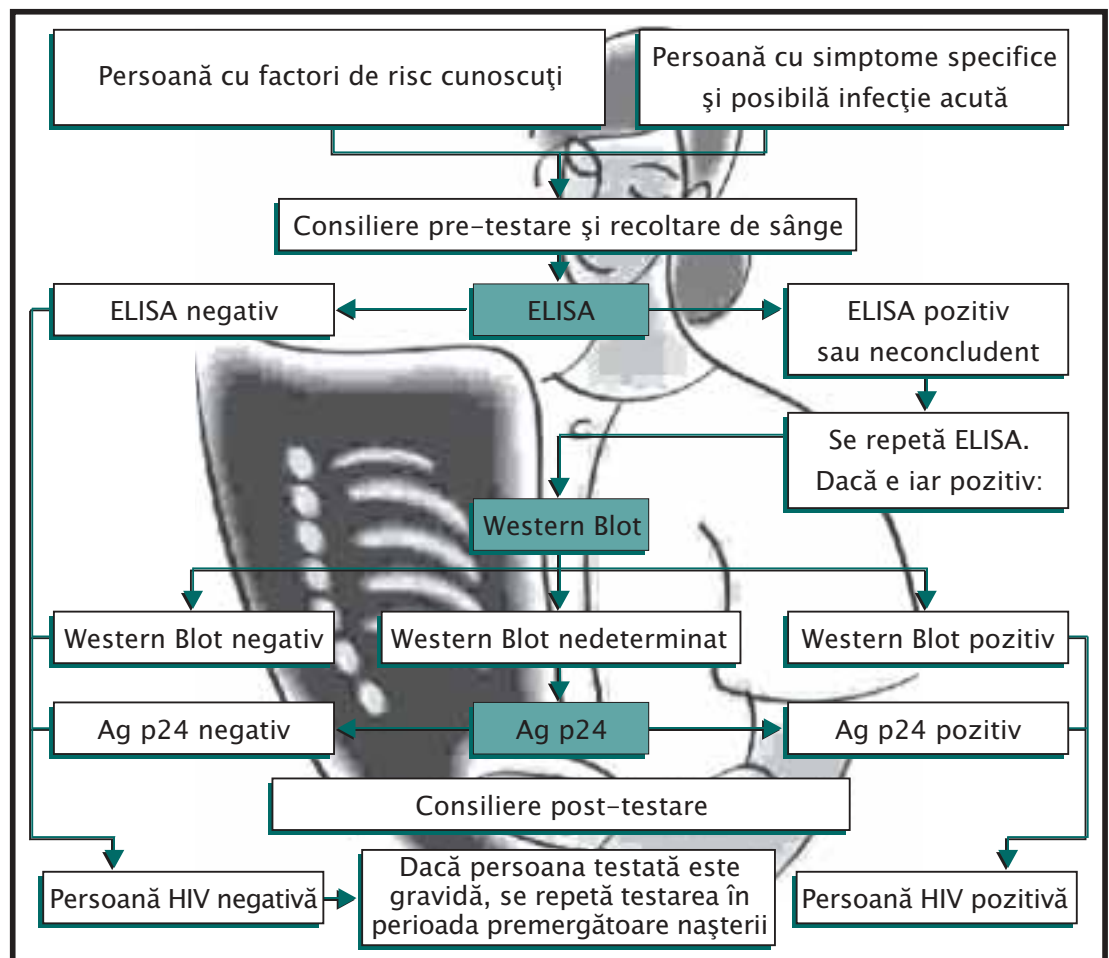 Persoană cu factori de risc cunoscuţi
Persoană cu simptome specifice
şi posibilă infecţie acută
Consiliere pre-testare şi recoltare de sânge
ELISA negativ
ELISA
ELISA pozitiv
sau neconcludent
Se repetă ELISA.
Dacă e iar pozitiv:
Western Blot
Western Blot negativ
Western Blot nedeterminat
Western Blot pozitiv
Ag p24 negativ
Ag p24
Ag p24 pozitiv
Consiliere post-testare
Persoană HIV negativă
Dacă persoana testată este
gravidă, se repetă testarea în
perioada premergătoare naşterii
Persoană HIV pozitivă